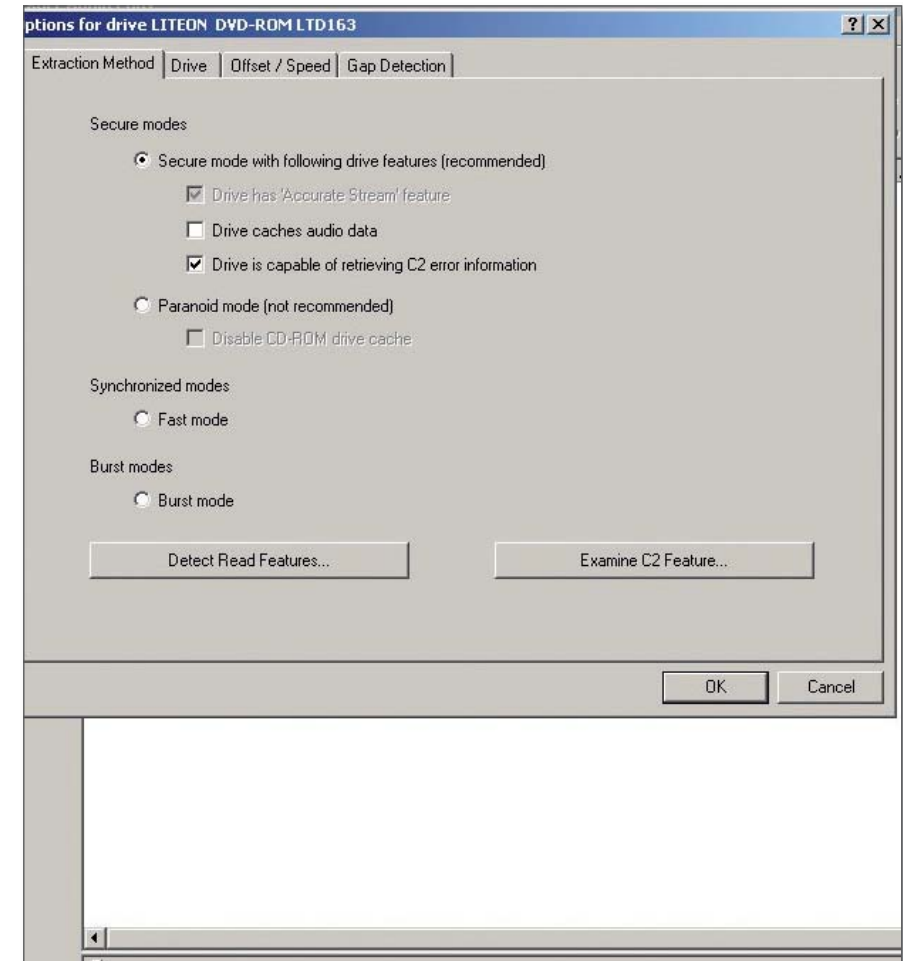 ptions for drive LITEON DVD-ROM LTD163
Extraction Method Drive Offset / Speed Gap Detection
Secure modes
Secure mode with following drive features (recommended)
Drive has 'Accurate Stream' feature
Drive caches audio data
Drive is capable of retrieving C2 error information
Paranoid mode (not recommended)
Disable CD-ROM drive cache
Synchronized modes
Fast mode
Burst modes
Burst mode
Detect Read Features... Examine C2 Feature...
OK Cancel